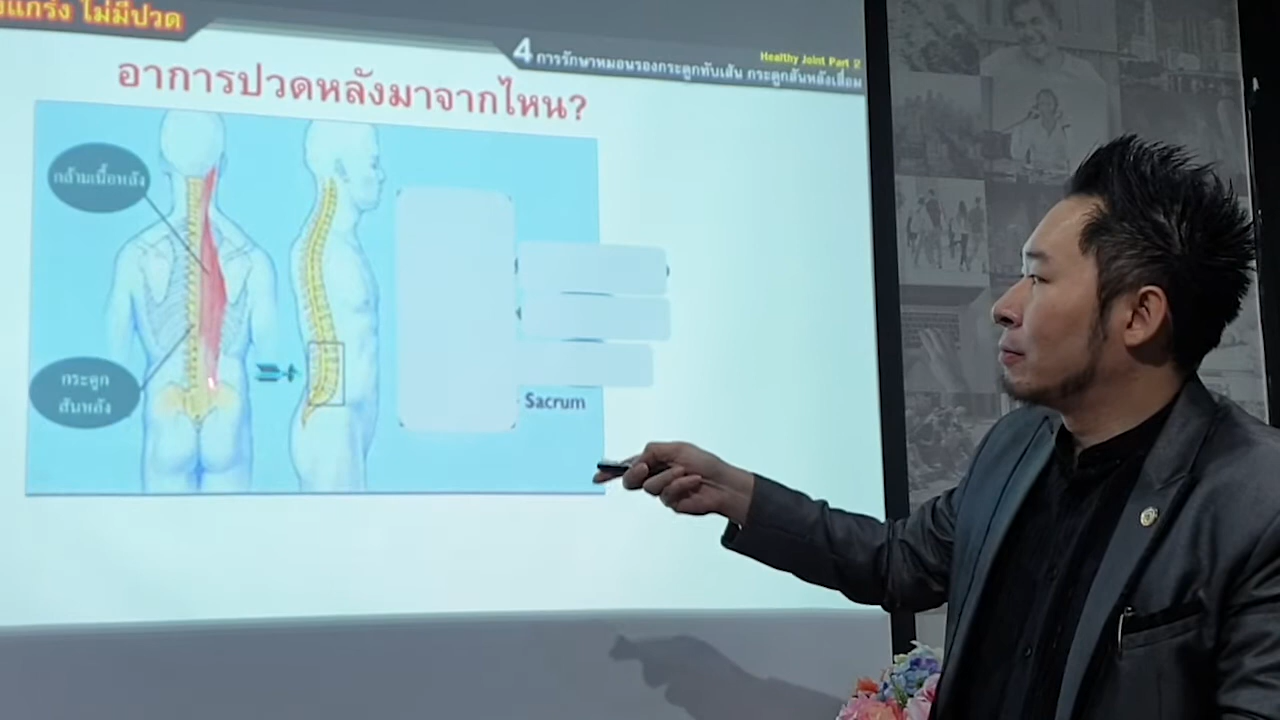 แกร่ง ไม่มีปวด
Healthy Joint Part 2
4 การรักษาหมอนรองกระดูกทับเส้น กระดูกสันหลังเสื่อม
อาการปวดหลังมาจากไหน?
กล้ามเนื้อหลัง
กระดูก
สันหลัง
Sacrum